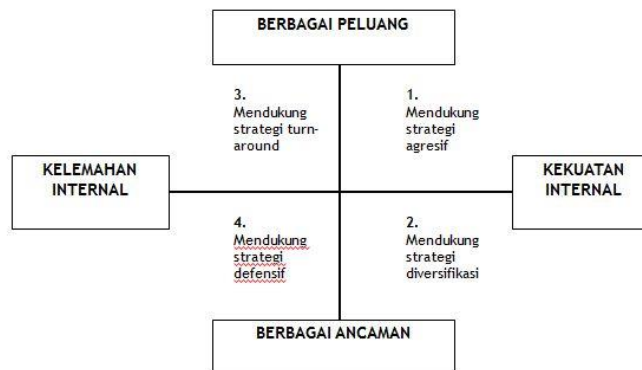 BERBAGAI PELUANG
3.
Mendukung
strategi turn-
around
1.
Mendukung
strategi
agresif
KELEMAHAN
INTERNAL
KEKUATAN
INTERNAL
4.
Mendukung
strategi
defensif
2.
Mendukung
strategi
diversifikasi
BERBAGAI ANCAMAN